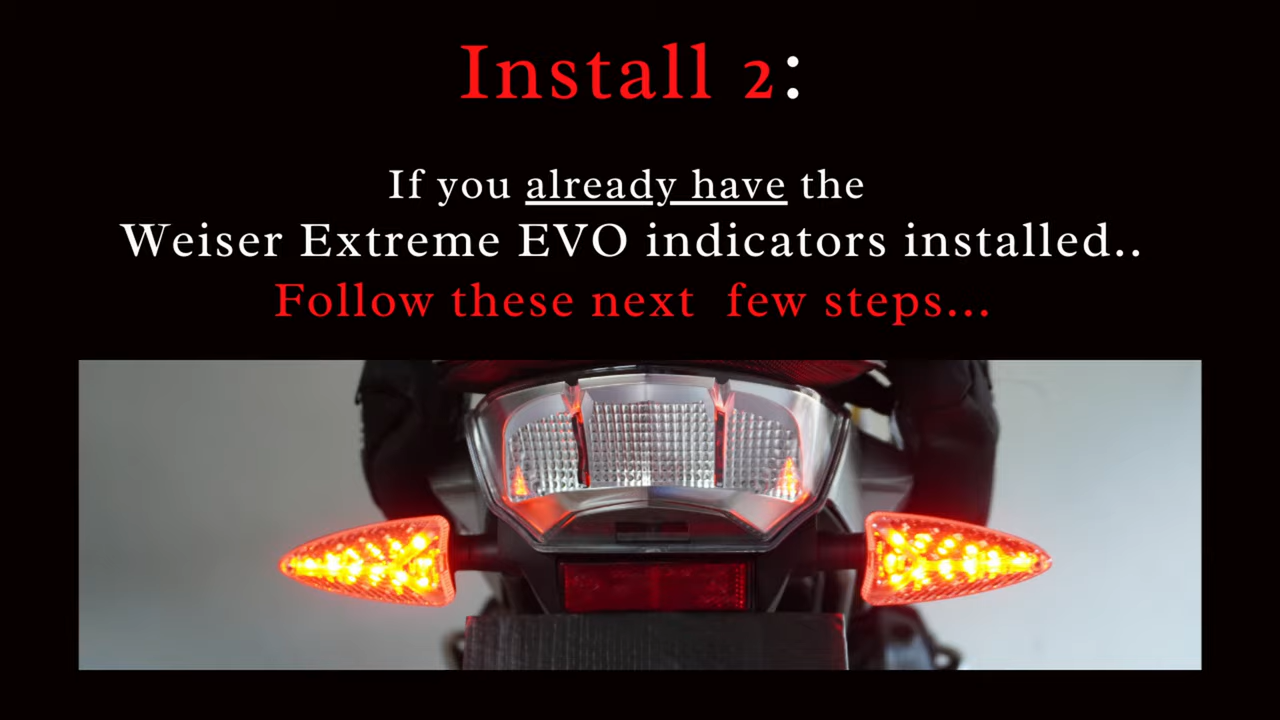 Install 2:
If you already have the
Weiser Extreme EVO indicators installed..
Follow these next  few steps...